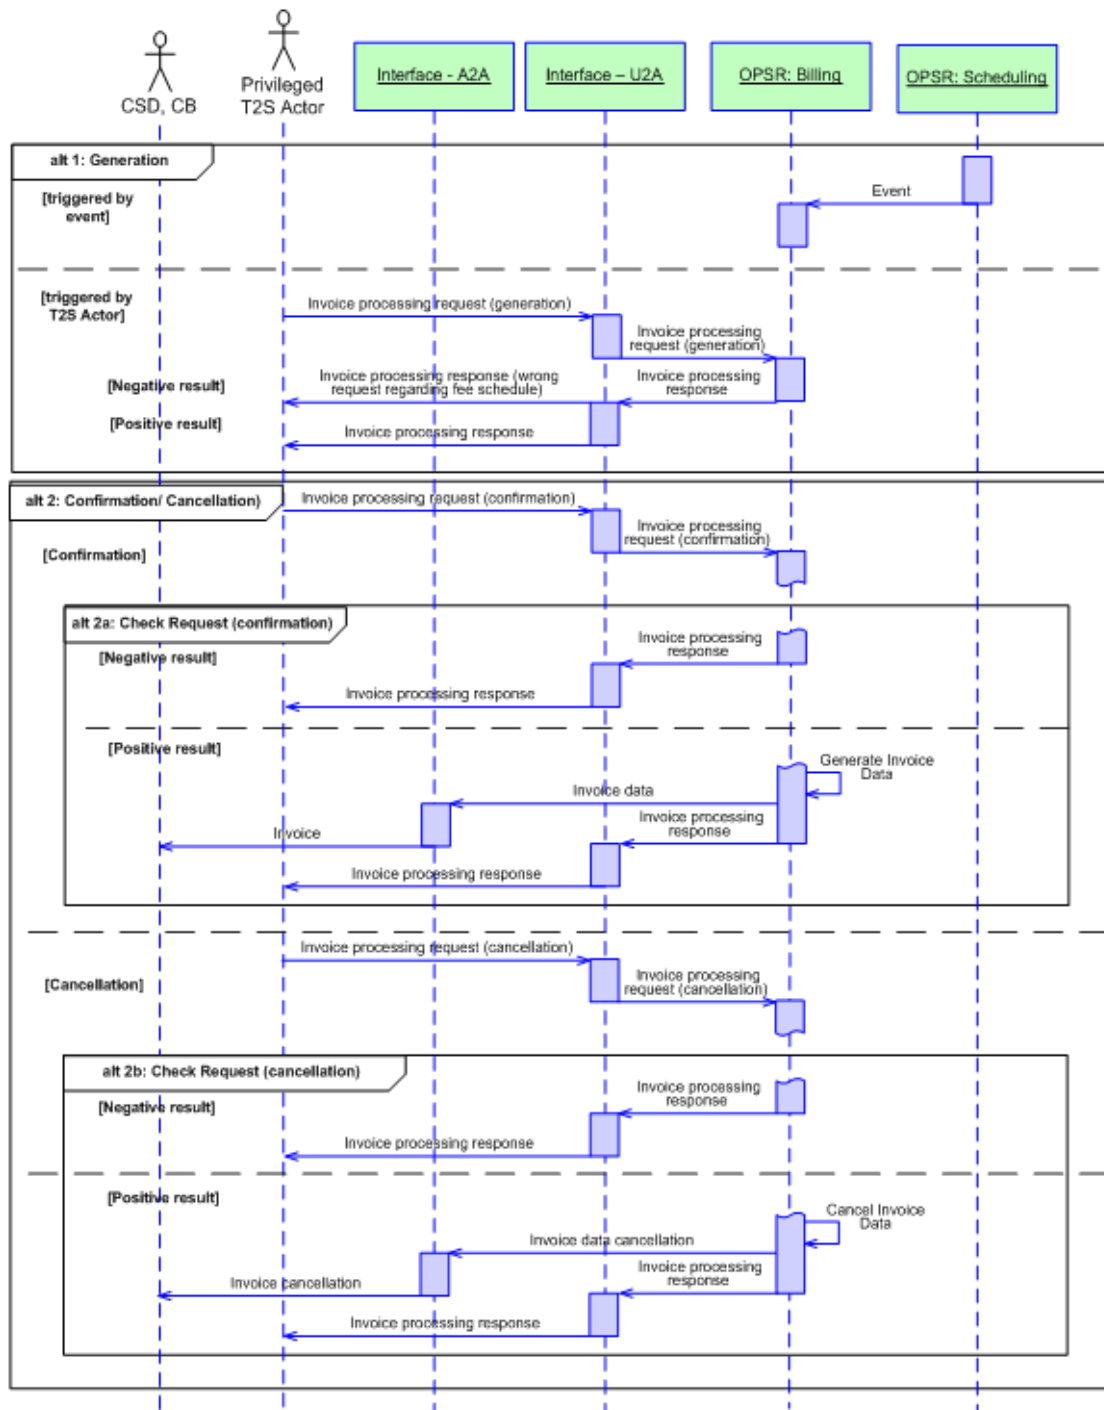 CSD, CB
Privileged
T2S Actor
Interface - A2A
Interface – U2A
OPSR: Billing
OPSR: Scheduling
alt 1: Generation
[triggered by
event]
Event
[triggered by
T2S Actor]
Invoice processing request (generation)
Invoice processing
request (generation)
[Negative result]
Invoice processing response (wrong
request regarding fee schedule)
Invoice processing
response
[Positive result]
Invoice processing response
alt 2: Confirmation/ Cancellation)
Invoice processing request (confirmation)
Invoice processing
request (confirmation)
[Confirmation]
alt 2a: Check Request (confirmation)
Invoice processing
response
[Negative result]
Invoice processing response
[Positive result]
Generate Invoice
Data
Invoice data
Invoice processing
response
Invoice
Invoice processing response
Invoice processing request (cancellation)
[Cancellation]
Invoice processing
request (cancellation)
alt 2b: Check Request (cancellation)
Invoice processing
response
[Negative result]
Invoice processing response
[Positive result]
Cancel Invoice
Data
Invoice data cancellation
Invoice processing
response
Invoice cancellation
Invoice processing response